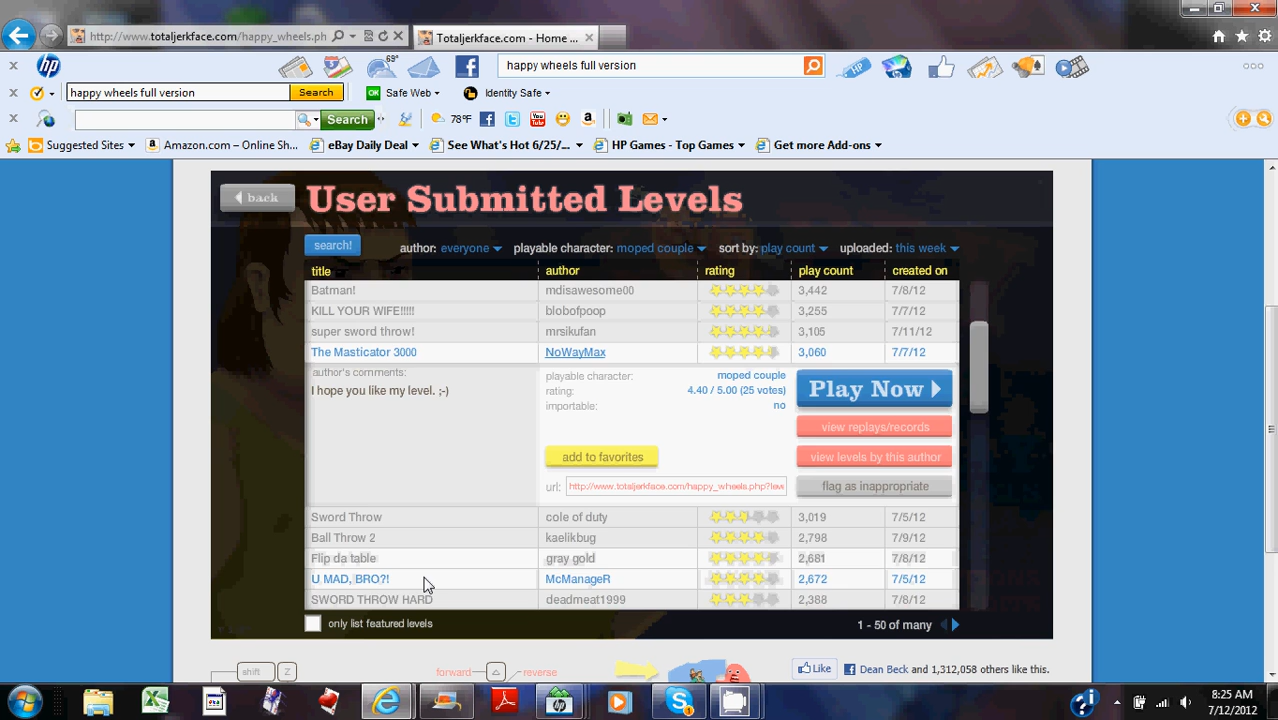 http://www.totaljerkface.com/happy_wheels.ph
Totaljerkface.com - Home ...
69°
happy wheels full version
happy wheels full version Search
Safe Web
Identity Safe
Search
78°F
Suggested Sites
Amazon.com – Online Sh...
eBay Daily Deal
See What's Hot 6/25/...
HP Games - Top Games
Get more Add-ons
back
User Submitted Levels
search! author: everyone playable character: moped couple sort by: play count uploaded: this week
title author rating play count created on
Batman! mdisawesome00 3,442 7/8/12
KILL YOUR WIFE!!!!! blobofpoop 3,255 7/7/12
super sword throw! mrsikufan 3,105 7/11/12
The Masticator 3000 NoWayMax 3,060 7/7/12
author's comments:
I hope you like my level. ;-)
playable character: moped couple
rating: 4.40 / 5.00 (25 votes)
importable: no
add to favorites
url: http://www.totaljerkface.com/happy_wheels.php?leve
Play Now
view replays/records
view levels by this author
flag as inappropriate
Sword Throw cole of duty 3,019 7/5/12
Ball Throw 2 kaelikbug 2,798 7/9/12
Flip da table gray gold 2,681 7/8/12
U MAD, BRO?! McManageR 2,672 7/5/12
SWORD THROW HARD deadmeat1999 2,388 7/8/12
only list featured levels 1 - 50 of many
shift Z forward reverse
Like Dean Beck and 1,312,058 others like this.
8:25 AM
7/12/2012